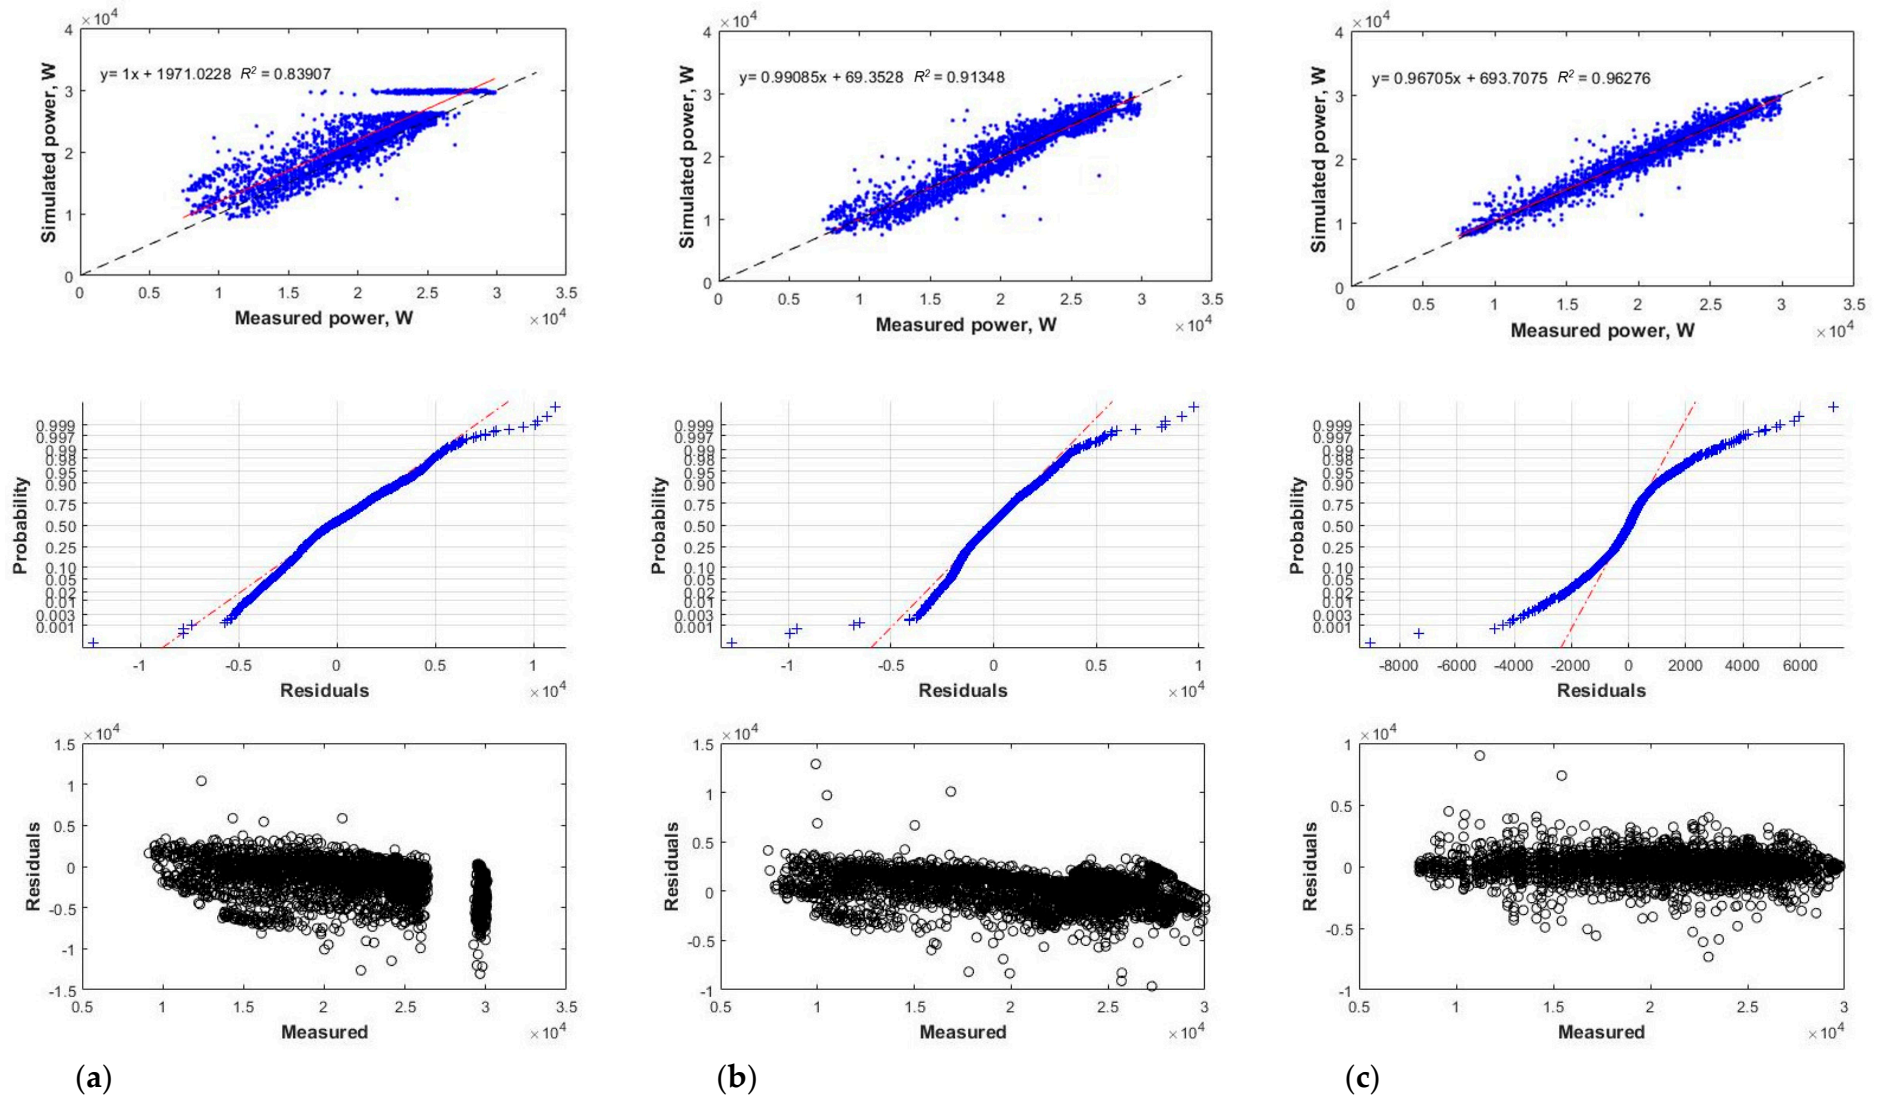 ×10⁴
4
3
2
1
0
Simulated power, W
y= 1x + 1971.0228 R² = 0.83907
0 0.5 1 1.5 2 2.5 3 3.5
Measured power, W
×10⁴
×10⁴
4
3
2
1
0
Simulated power, W
y= 0.99085x + 69.3528 R² = 0.91348
0 0.5 1 1.5 2 2.5 3 3.5
Measured power, W
×10⁴
×10⁴
4
3
2
1
0
Simulated power, W
y= 0.96705x + 693.7075 R² = 0.96276
0 0.5 1 1.5 2 2.5 3 3.5
Measured power, W
×10⁴
0.999
0.997
0.99
0.98
0.95
0.90
0.75
0.50
0.25
0.10
0.05
0.02
0.01
0.003
0.001
Probability
-1 -0.5 0 0.5 1
Residuals
×10⁴
0.999
0.997
0.99
0.98
0.95
0.90
0.75
0.50
0.25
0.10
0.05
0.02
0.01
0.003
0.001
Probability
-1 -0.5 0 0.5 1
Residuals
×10⁴
0.999
0.997
0.99
0.98
0.95
0.90
0.75
0.50
0.25
0.10
0.05
0.02
0.01
0.003
0.001
Probability
-8000 -6000 -4000 -2000 0 2000 4000 6000
Residuals
×10⁴
1.5
1
0.5
0
-0.5
-1
-1.5
Residuals
0.5 1 1.5 2 2.5 3 3.5
Measured
×10⁴
×10⁴
1.5
1
0.5
0
-0.5
-1
Residuals
0.5 1 1.5 2 2.5 3
Measured
×10⁴
×10⁴
1
0.5
0
-0.5
-1
Residuals
0.5 1 1.5 2 2.5 3
Measured
×10⁴
(a)
(b)
(c)